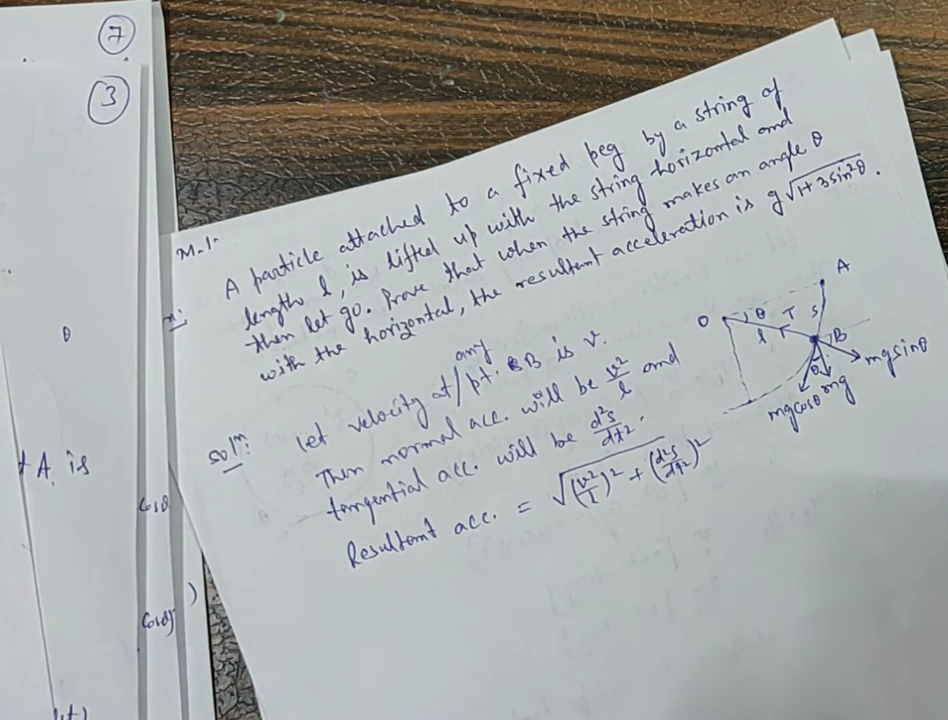 7
3
θ
A is
Cosθ
M-1:
A particle attached to a fixed peg by a string of
length l, is lifted up with the string horizontal and
then let go. Prove that when the string makes an angle θ
with the horizontal, the resultant acceleration is g√(1+3sin²θ).
A
O θ T S
l T B
θ
mg sinθ
mg cosθ mg
Solⁿ: Let velocity at/any pt. B is v.
Then normal acc. will be v²/l and
tangential acc. will be d²s/dt².
Resultant acc. = √((v²/l)² + (d²s/dt²)²)